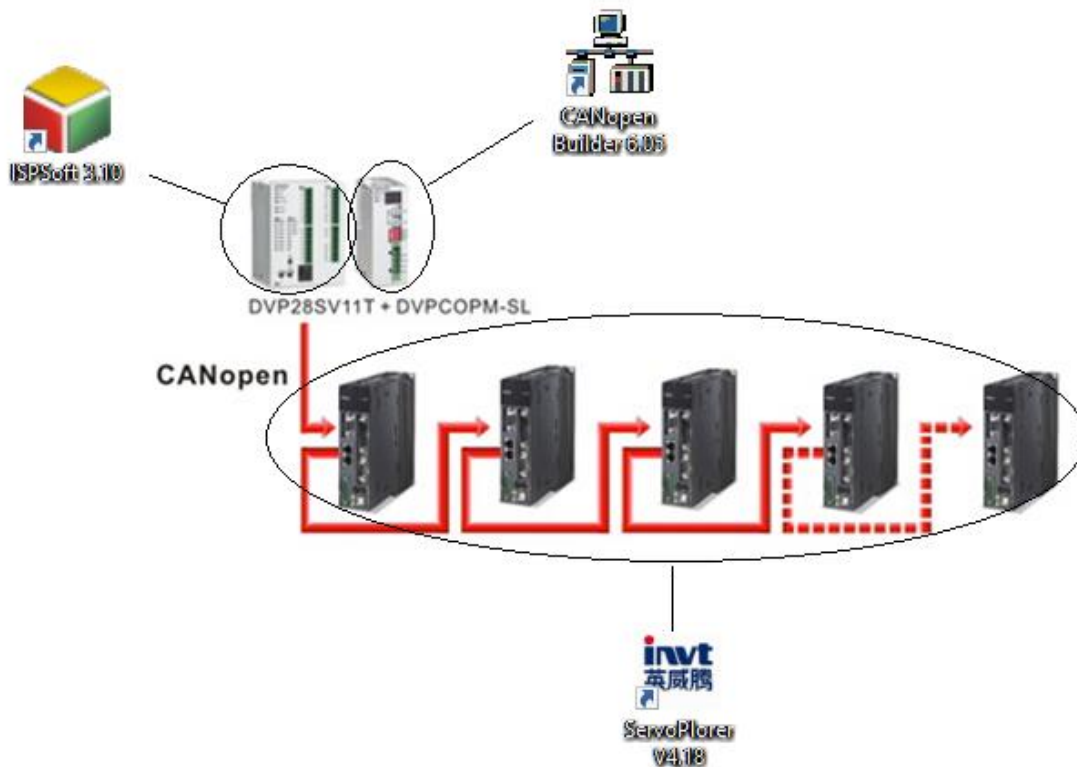 CANopen
Builder 6.05
ISPSoft 3.10
DVP28SV11T + DVPCOPM-SL
CANopen
invt
英威腾
ServoPlorer
V4.18